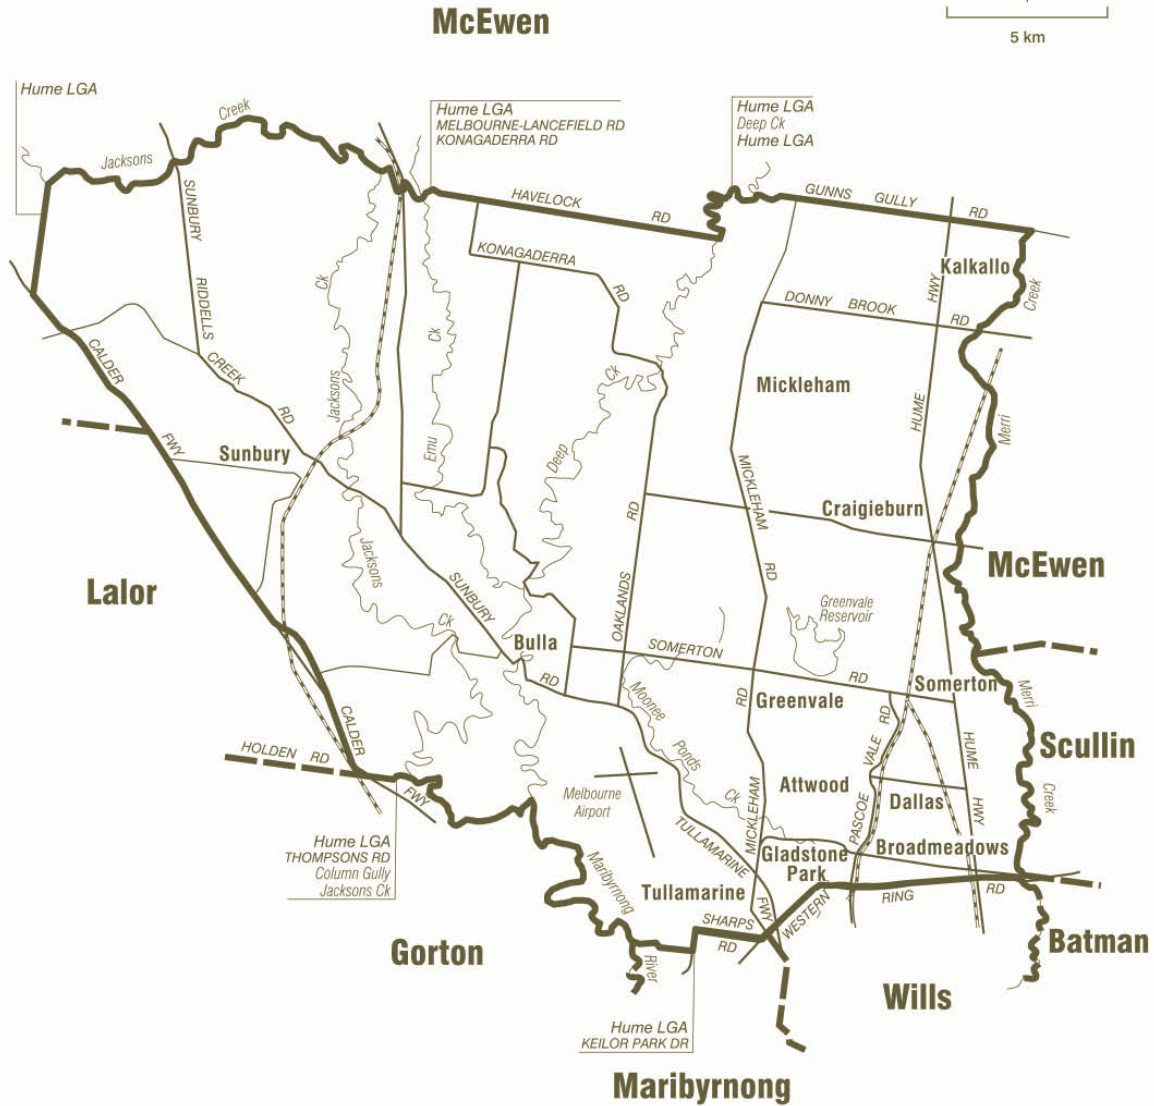 McEwen
5 km
Hume LGA
Creek
Jacksons
Hume LGA
MELBOURNE-LANCEFIELD RD
KONAGADERRA RD
Hume LGA
Deep Ck
Hume LGA
SUNBURY
RIDDELLS
CREEK
RD
HAVELOCK
RD
GUNNS GULLY RD
KONAGADERRA
RD
Kalkallo
HWY
Creek
Ck
Ck
DONNY BROOK RD
CALDER
FWY
Jacksons
Ck
Mickleham
HUME
Merri
Sunbury
Emu
Deep
MICKLEHAM
RD
Craigieburn
RD
Jacksons
Ck
McEwen
Lalor
SUNBURY
RD
OAKLANDS
Greenvale
Reservoir
Bulla
SOMERTON
RD
Somerton
Merri
Moonee
Ponds
Ck
RD
Greenvale
CALDER
FWY
VALE RD
HUME
HWY
Scullin
HOLDEN RD
Melbourne
Airport
Attwood
Dallas
Creek
PASCOE
MICKLEHAM
TULLAMARINE
FWY
Hume LGA
THOMPSONS RD
Column Gully
Jacksons Ck
Gladstone
Park
Broadmeadows
Maribyrnong
River
Tullamarine
WESTERN
RING
RD
SHARPS
RD
Gorton
Batman
Wills
Hume LGA
KEILOR PARK DR
Maribyrnong